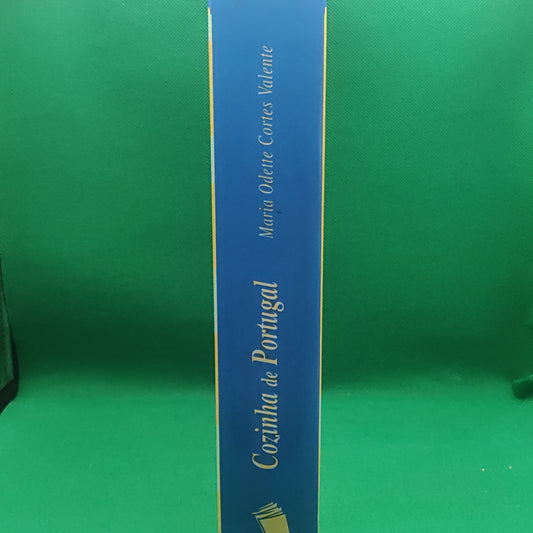 Cozinha de Portugal
Maria Odette Cortes Valente